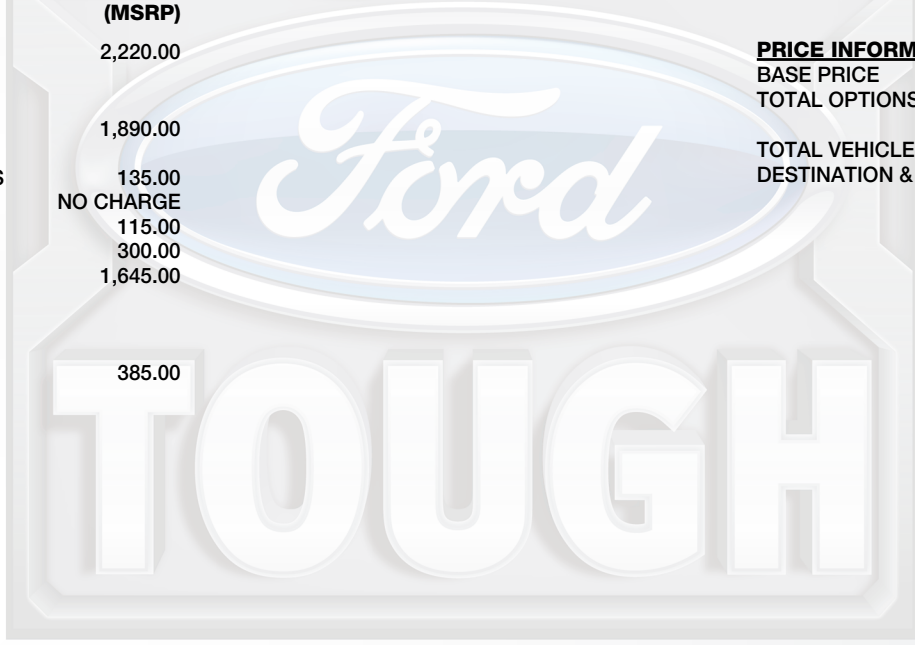 (MSRP)
2,220.00
1,890.00
S 135.00
NO CHARGE
115.00
300.00
1,645.00
385.00
PRICE INFORM
BASE PRICE
TOTAL OPTIONS
TOTAL VEHICLE
DESTINATION &
Ford
TOUGH